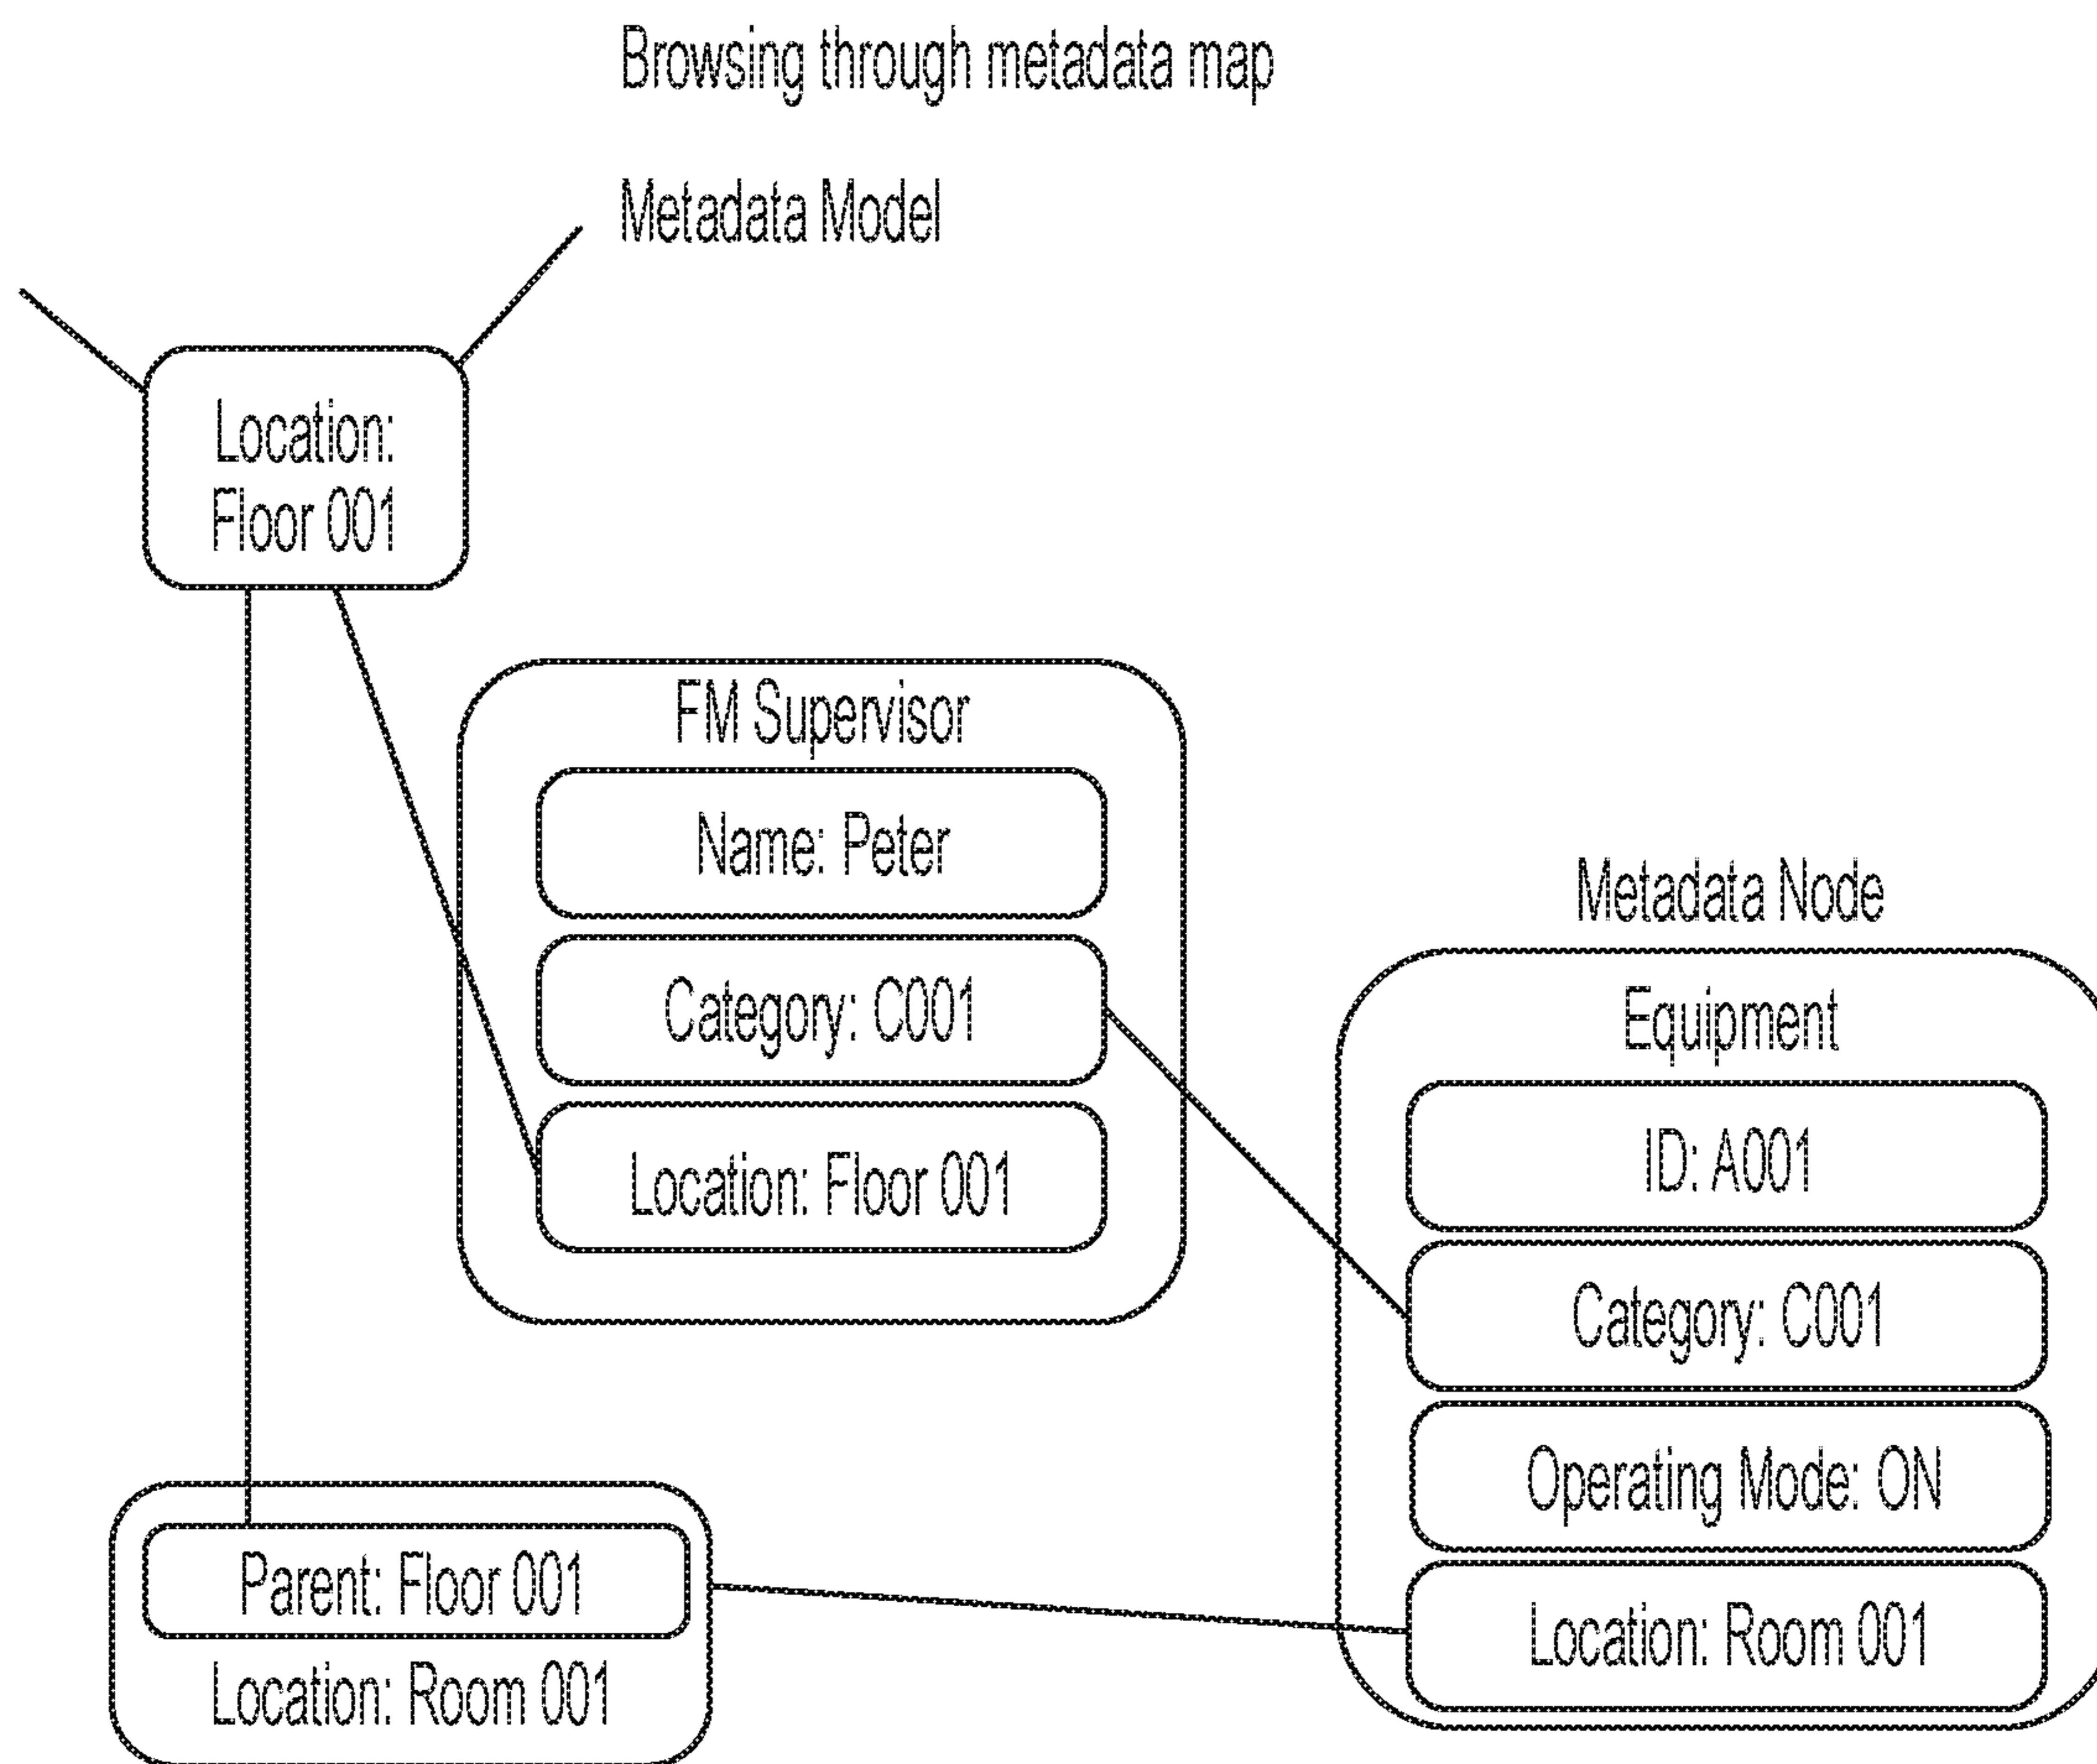 Browsing through metadata map
Metadata Model
Location:
Floor 001
FM Supervisor
Name: Peter
Category: C001
Location: Floor 001
Metadata Node
Equipment
ID: A001
Category: C001
Operating Mode: ON
Location: Room 001
Parent: Floor 001
Location: Room 001